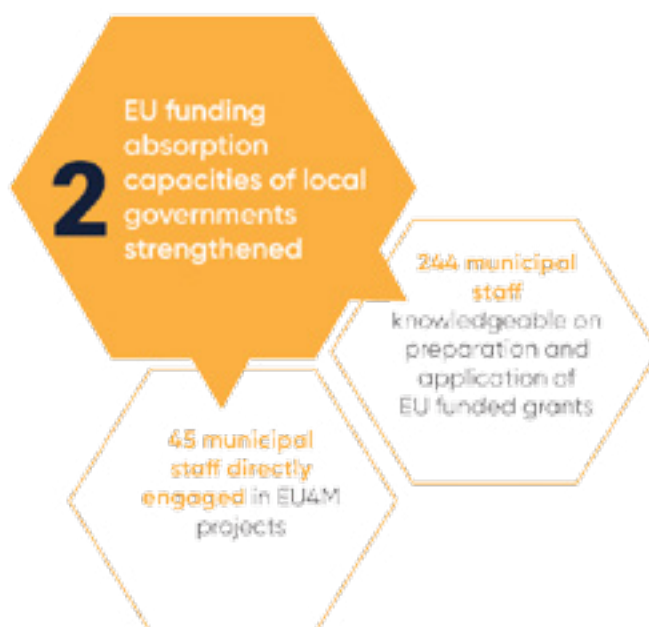 2
EU funding
absorption
capacities of local
governments
strengthened
244 municipal
staff
knowledgeable on
preparation and
application of
EU funded grants
45 municipal
staff directly
engaged in EU4M
projects